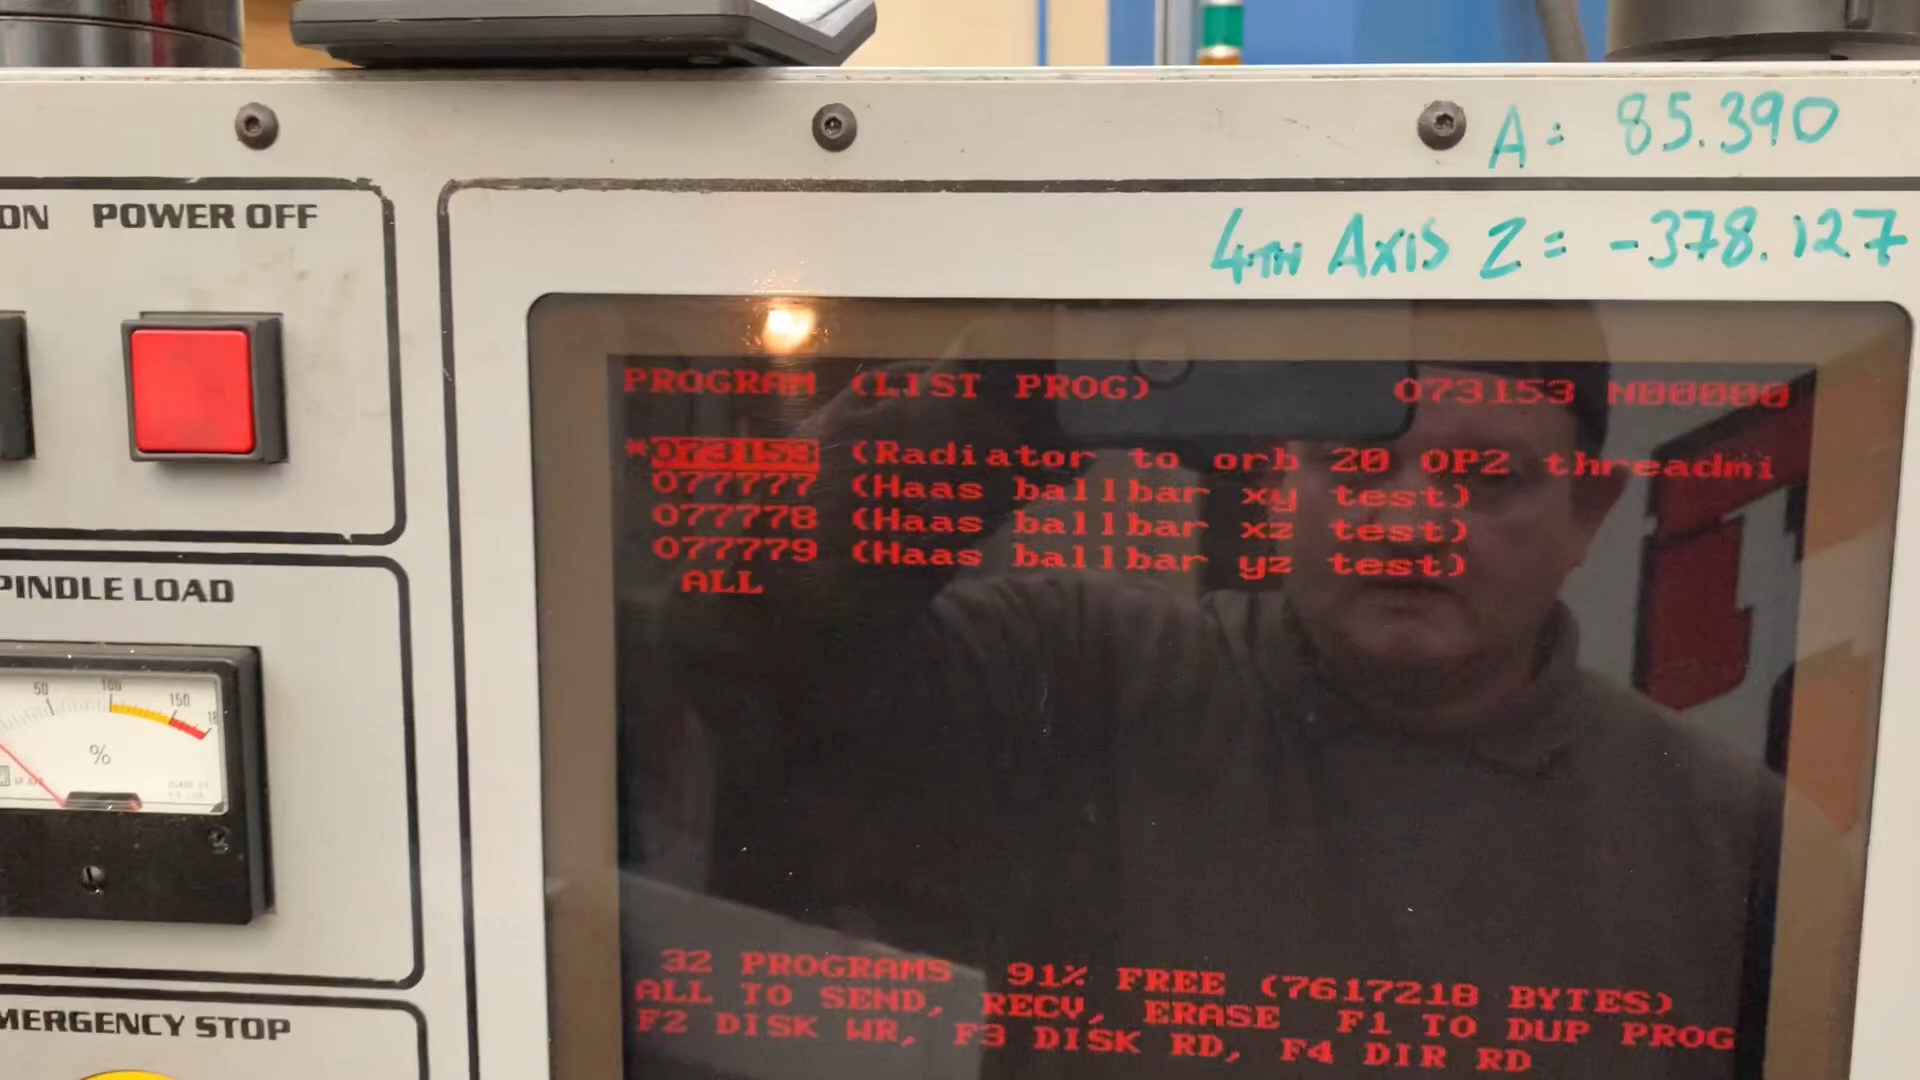 A = 85.390
4TH AXIS Z = -378.127
ON
POWER OFF
PROGRAM (LIST PROG) O73153 N00000
*O73153 (Radiator to orb 20 OP2 threadmi
O77777 (Haas ballbar xy test)
O77778 (Haas ballbar xz test)
O77779 (Haas ballbar yz test)
ALL
PINDLE LOAD
50 100 150 18
%
32 PROGRAMS 91% FREE (7617218 BYTES)
ALL TO SEND, RECV, ERASE F1 TO DUP PROG
F2 DISK WR, F3 DISK RD, F4 DIR RD
MERGENCY STOP